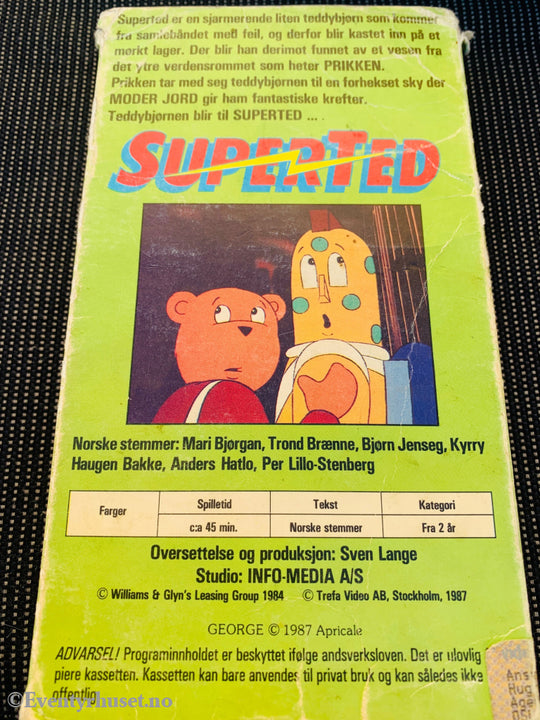 Superted er en sjarmerende liten teddybjørn som kommer
fra samlebåndet med feil, og derfor blir kastet inn på et
mørkt lager. Der blir han derimot funnet av et vesen fra
det ytre verdensrommet som heter PRIKKEN.
Prikken tar med seg teddybjørnen til en forhekset sky der
MODER JORD gir ham fantastiske krefter.
Teddybjørnen blir til SUPERTED ...
SUPERTED
Norske stemmer: Mari Bjørgan, Trond Brænne, Bjørn Jenseg, Kyrry
Haugen Bakke, Anders Hatlo, Per Lillo-Stenberg
Farger Spilletid Tekst Kategori
c:a 45 min. Norske stemmer Fra 2 år
Oversettelse og produksjon: Sven Lange
Studio: INFO-MEDIA A/S
© Williams & Glyn's Leasing Group 1984 © Trefa Video AB, Stockholm, 1987
GEORGE © 1987 Apricale
ADVARSEL! Programinnholdet er beskyttet ifølge andsverksloven. Det er ulovlig
piere kassetten. Kassetten kan bare anvendes til privat bruk og kan således ikke
offentlig
©Eventyrhuset.no